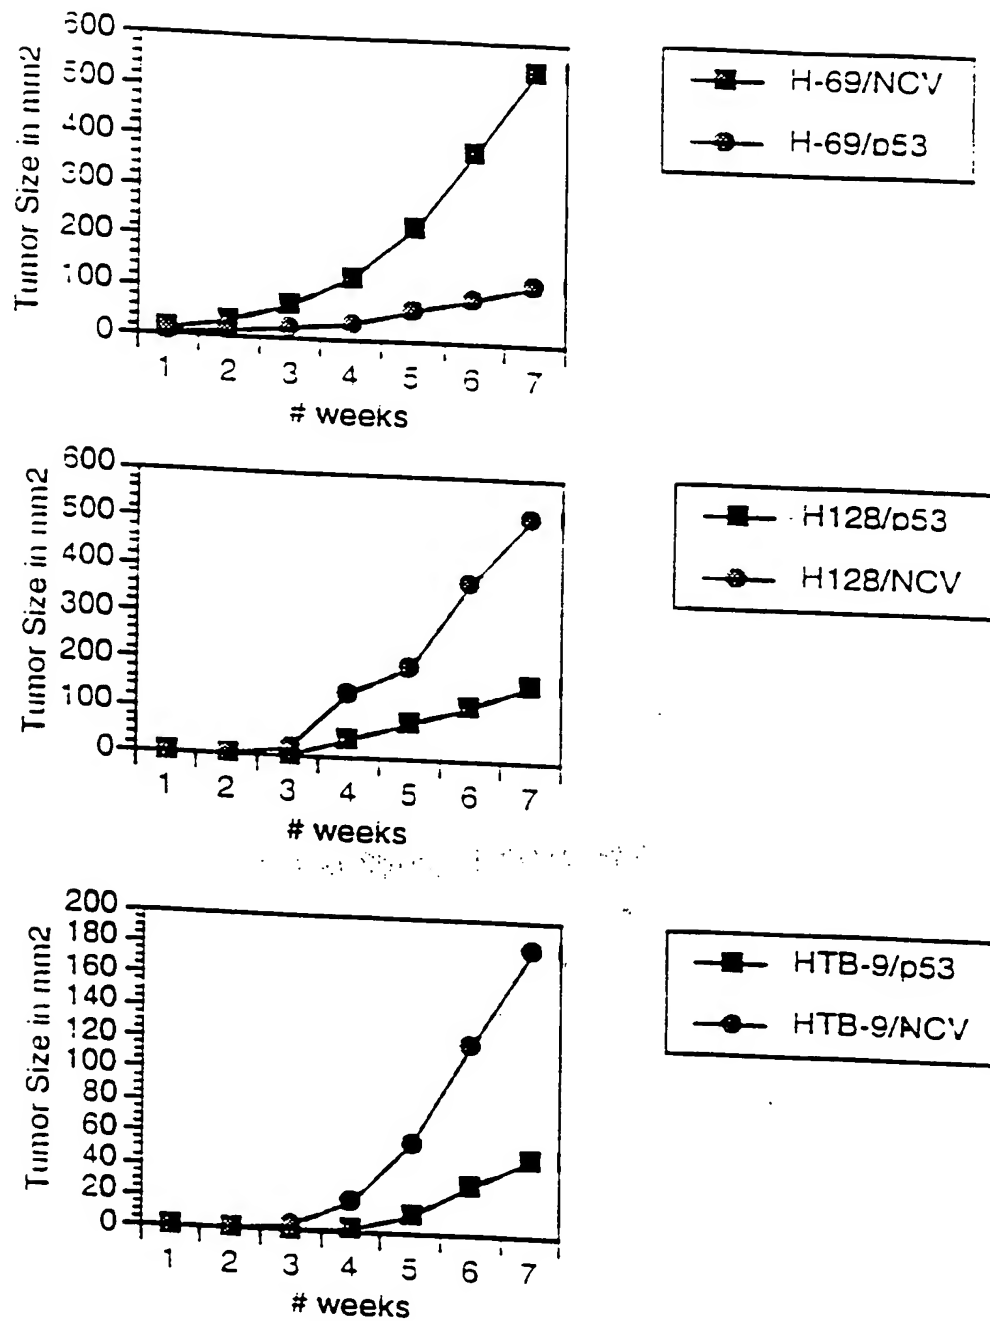 Tumor Size in mm2
600
500
400
300
200
100
0
1 2 3 4 5 6 7
# weeks
H-69/NCV
H-69/p53
Tumor Size in mm2
600
500
400
300
200
100
0
1 2 3 4 5 6 7
# weeks
H128/p53
H128/NCV
Tumor Size in mm2
200
180
160
140
120
100
80
60
40
20
0
1 2 3 4 5 6 7
# weeks
HTB-9/p53
HTB-9/NCV